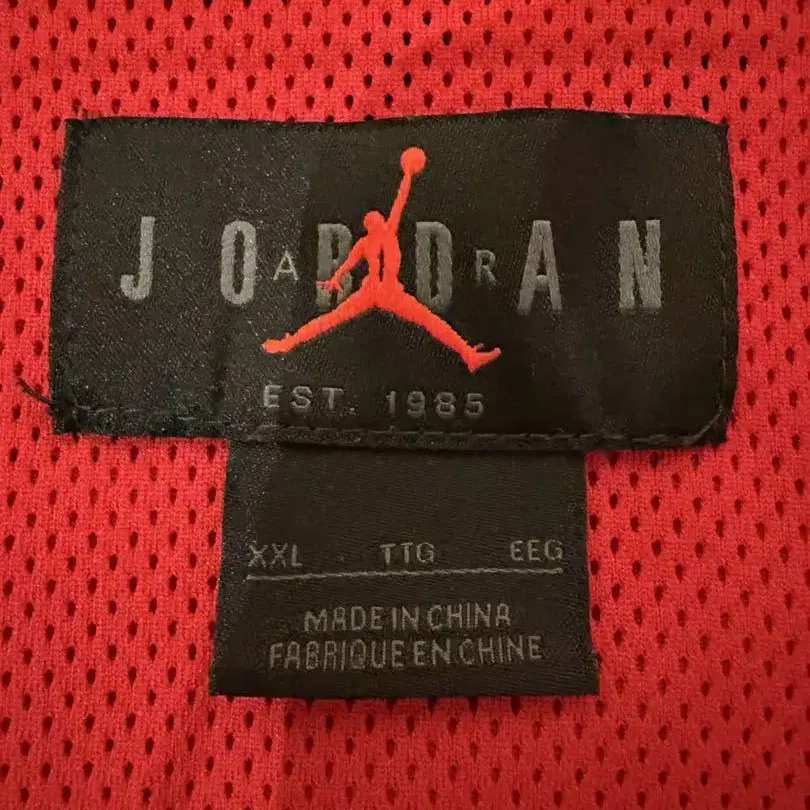 JORDAN
AIR
EST. 1985
XXL TTG EEG
MADE IN CHINA
FABRIQUE EN CHINE